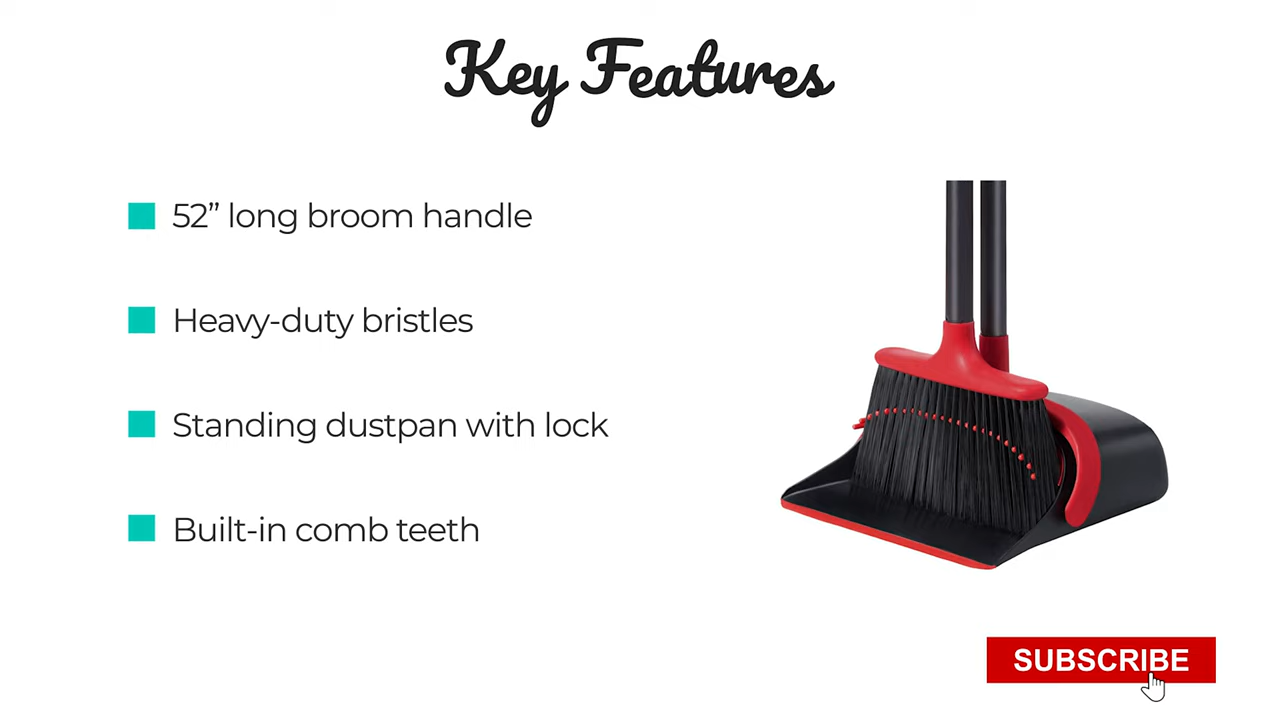 Key Features
52” long broom handle
Heavy-duty bristles
Standing dustpan with lock
Built-in comb teeth
SUBSCRIBE